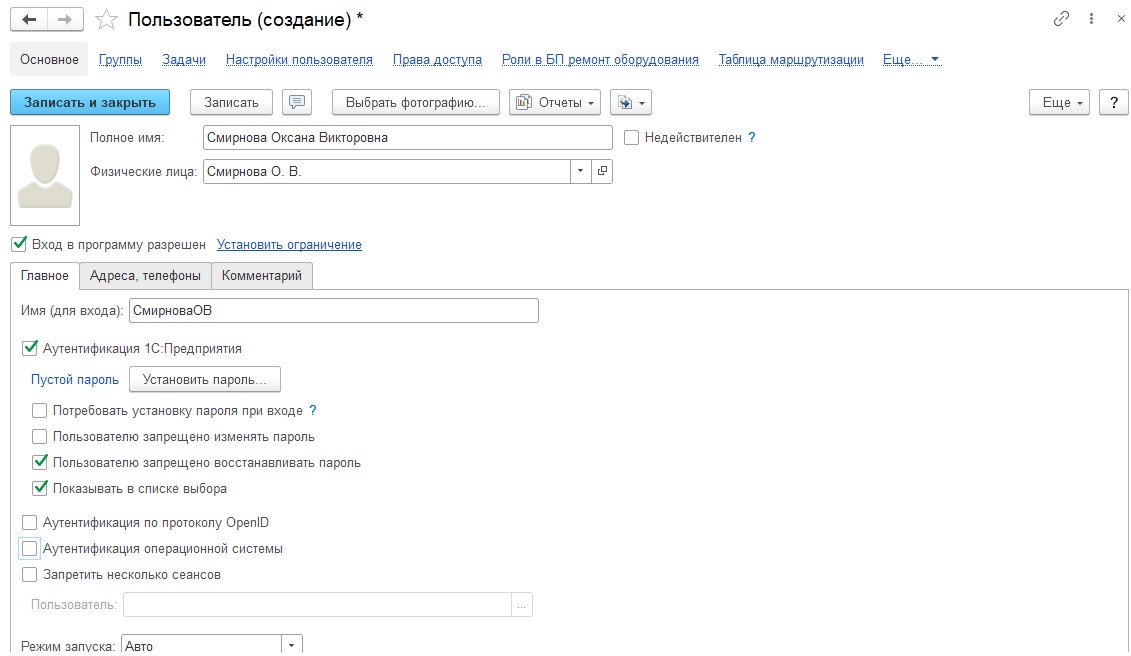 Пользователь (создание) *
Основное Группы Задачи Настройки пользователя Права доступа Роли в БП ремонт оборудования Таблица маршрутизации Еще...
Записать и закрыть Записать Выбрать фотографию... Отчеты Еще ?
Полное имя: Смирнова Оксана Викторовна Недействителен ?
Физические лица: Смирнова О. В.
Вход в программу разрешен Установить ограничение
Главное Адреса, телефоны Комментарий
Имя (для входа): СмирноваОВ
Аутентификация 1С:Предприятия
Пустой пароль Установить пароль...
Потребовать установку пароля при входе ?
Пользователю запрещено изменять пароль
Пользователю запрещено восстанавливать пароль
Показывать в списке выбора
Аутентификация по протоколу OpenID
Аутентификация операционной системы
Запретить несколько сеансов
Пользователь: ...
Режим запуска: Авто